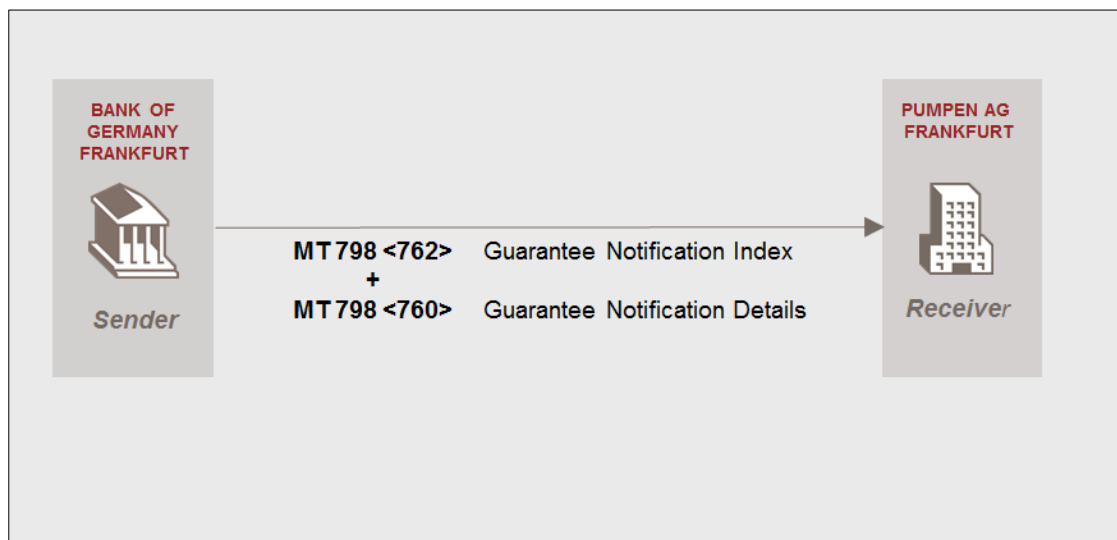 BANK OF
GERMANY
FRANKFURT
Sender
MT 798 <762> Guarantee Notification Index
+
MT 798 <760> Guarantee Notification Details
PUMPEN AG
FRANKFURT
Receiver